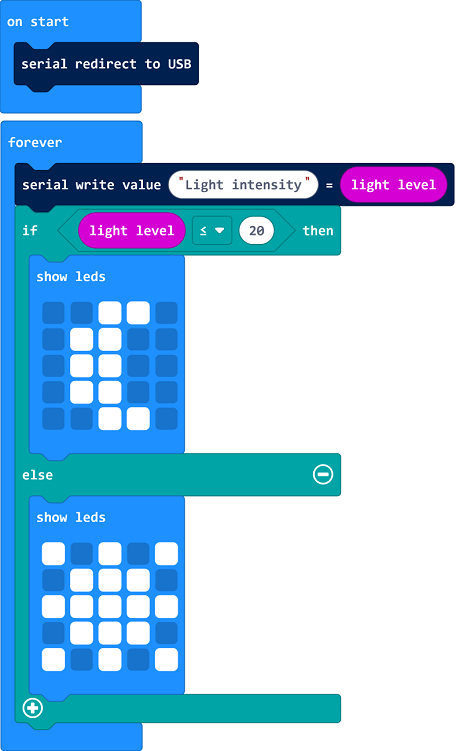 on start
serial redirect to USB
forever
serial write value "Light intensity" = light level
if light level ≤ 20 then
show leds
else
show leds